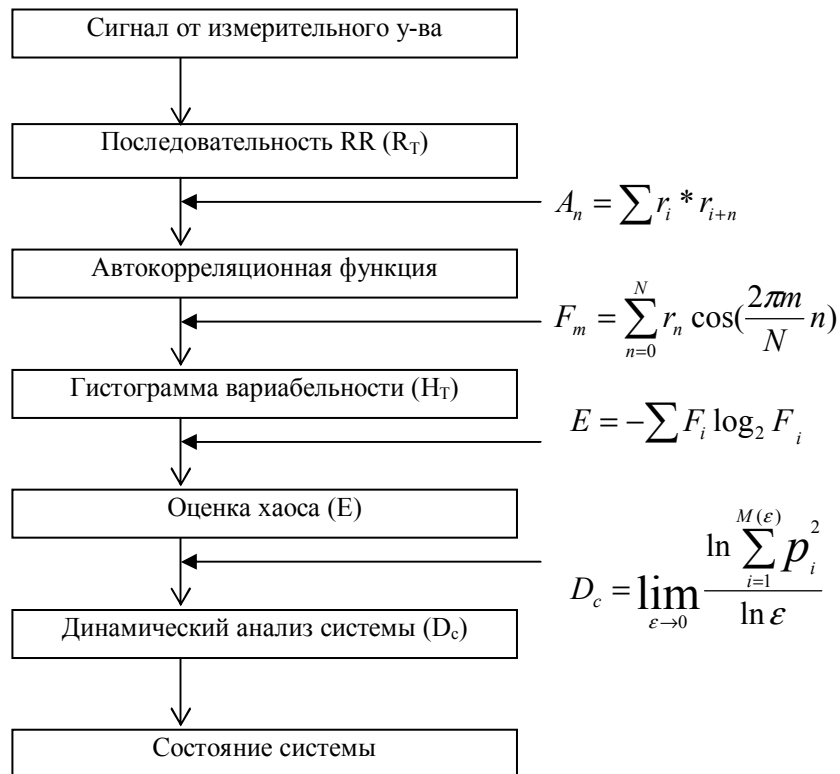 Сигнал от измерительного у-ва
Последовательность RR (R_T)
A_n = ∑ r_i * r_{i+n}
Автокорреляционная функция
F_m = ∑_{n=0}^{N} r_n cos(\frac{2πm}{N} n)
Гистограмма вариабельности (H_T)
E = −∑ F_i log_2 F_i
Оценка хаоса (E)
D_c = lim_{ε→0} \frac{ln ∑_{i=1}^{M(ε)} p_i^2}{ln ε}
Динамический анализ системы (D_c)
Состояние системы